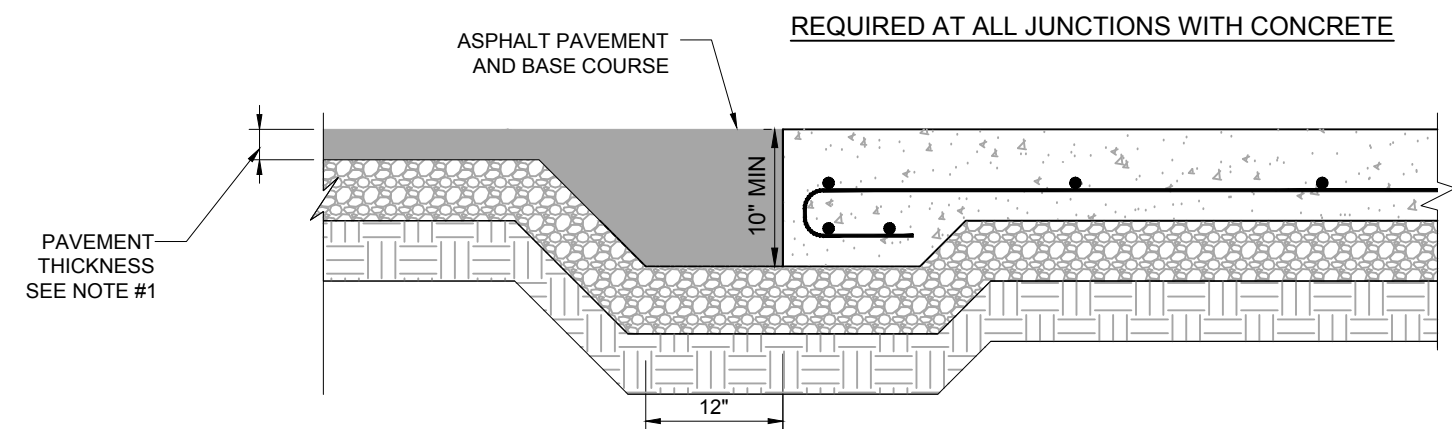 REQUIRED AT ALL JUNCTIONS WITH CONCRETE
ASPHALT PAVEMENT
AND BASE COURSE
10" MIN
PAVEMENT
THICKNESS
SEE NOTE #1
12"